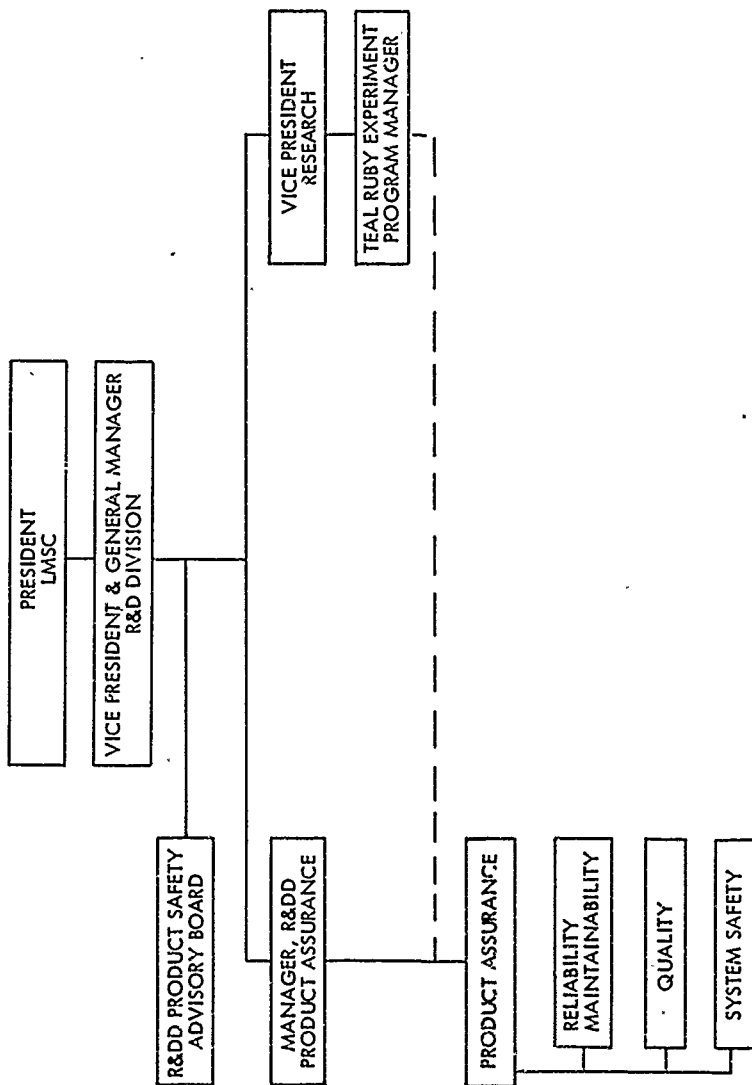 PRESIDENT
LMSC
VICE PRESIDENT & GENERAL MANAGER
R&D DIVISION
R&DD PRODUCT SAFETY
ADVISORY BOARD
MANAGER, R&DD
PRODUCT ASSURANCE
VICE PRESIDENT
RESEARCH
TEAL RUBY EXPERIMENT
PROGRAM MANAGER
PRODUCT ASSURANCE
RELIABILITY
MAINTAINABILITY
QUALITY
SYSTEM SAFETY